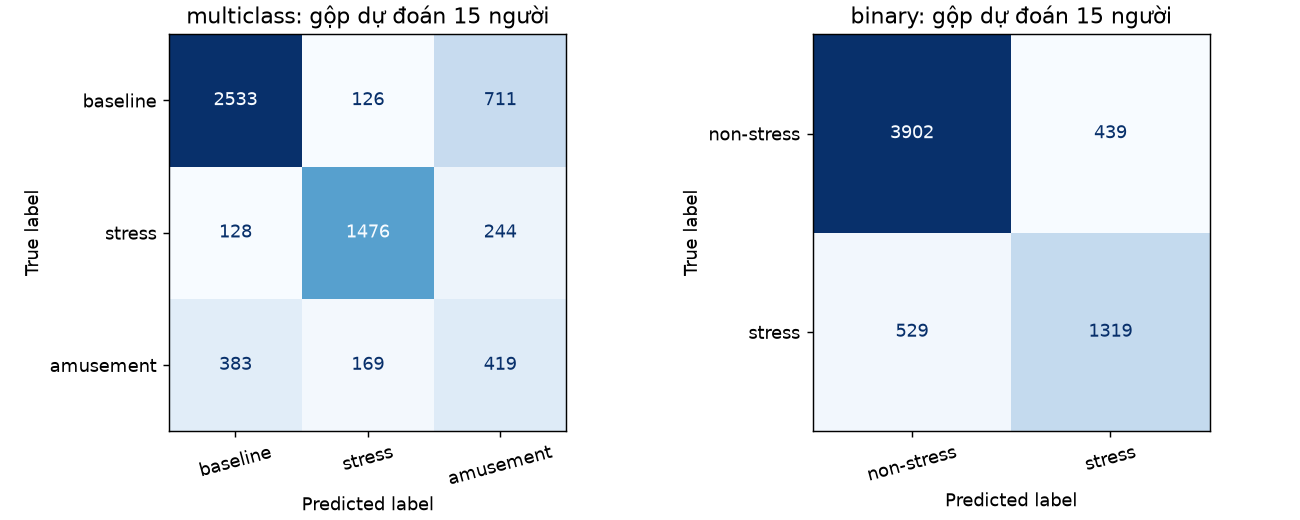 multiclass: gộp dự đoán 15 người
True label
baseline
stress
amusement
2533 126 711
128 1476 244
383 169 419
baseline stress amusement
Predicted label
binary: gộp dự đoán 15 người
True label
non-stress
stress
3902 439
529 1319
non-stress stress
Predicted label